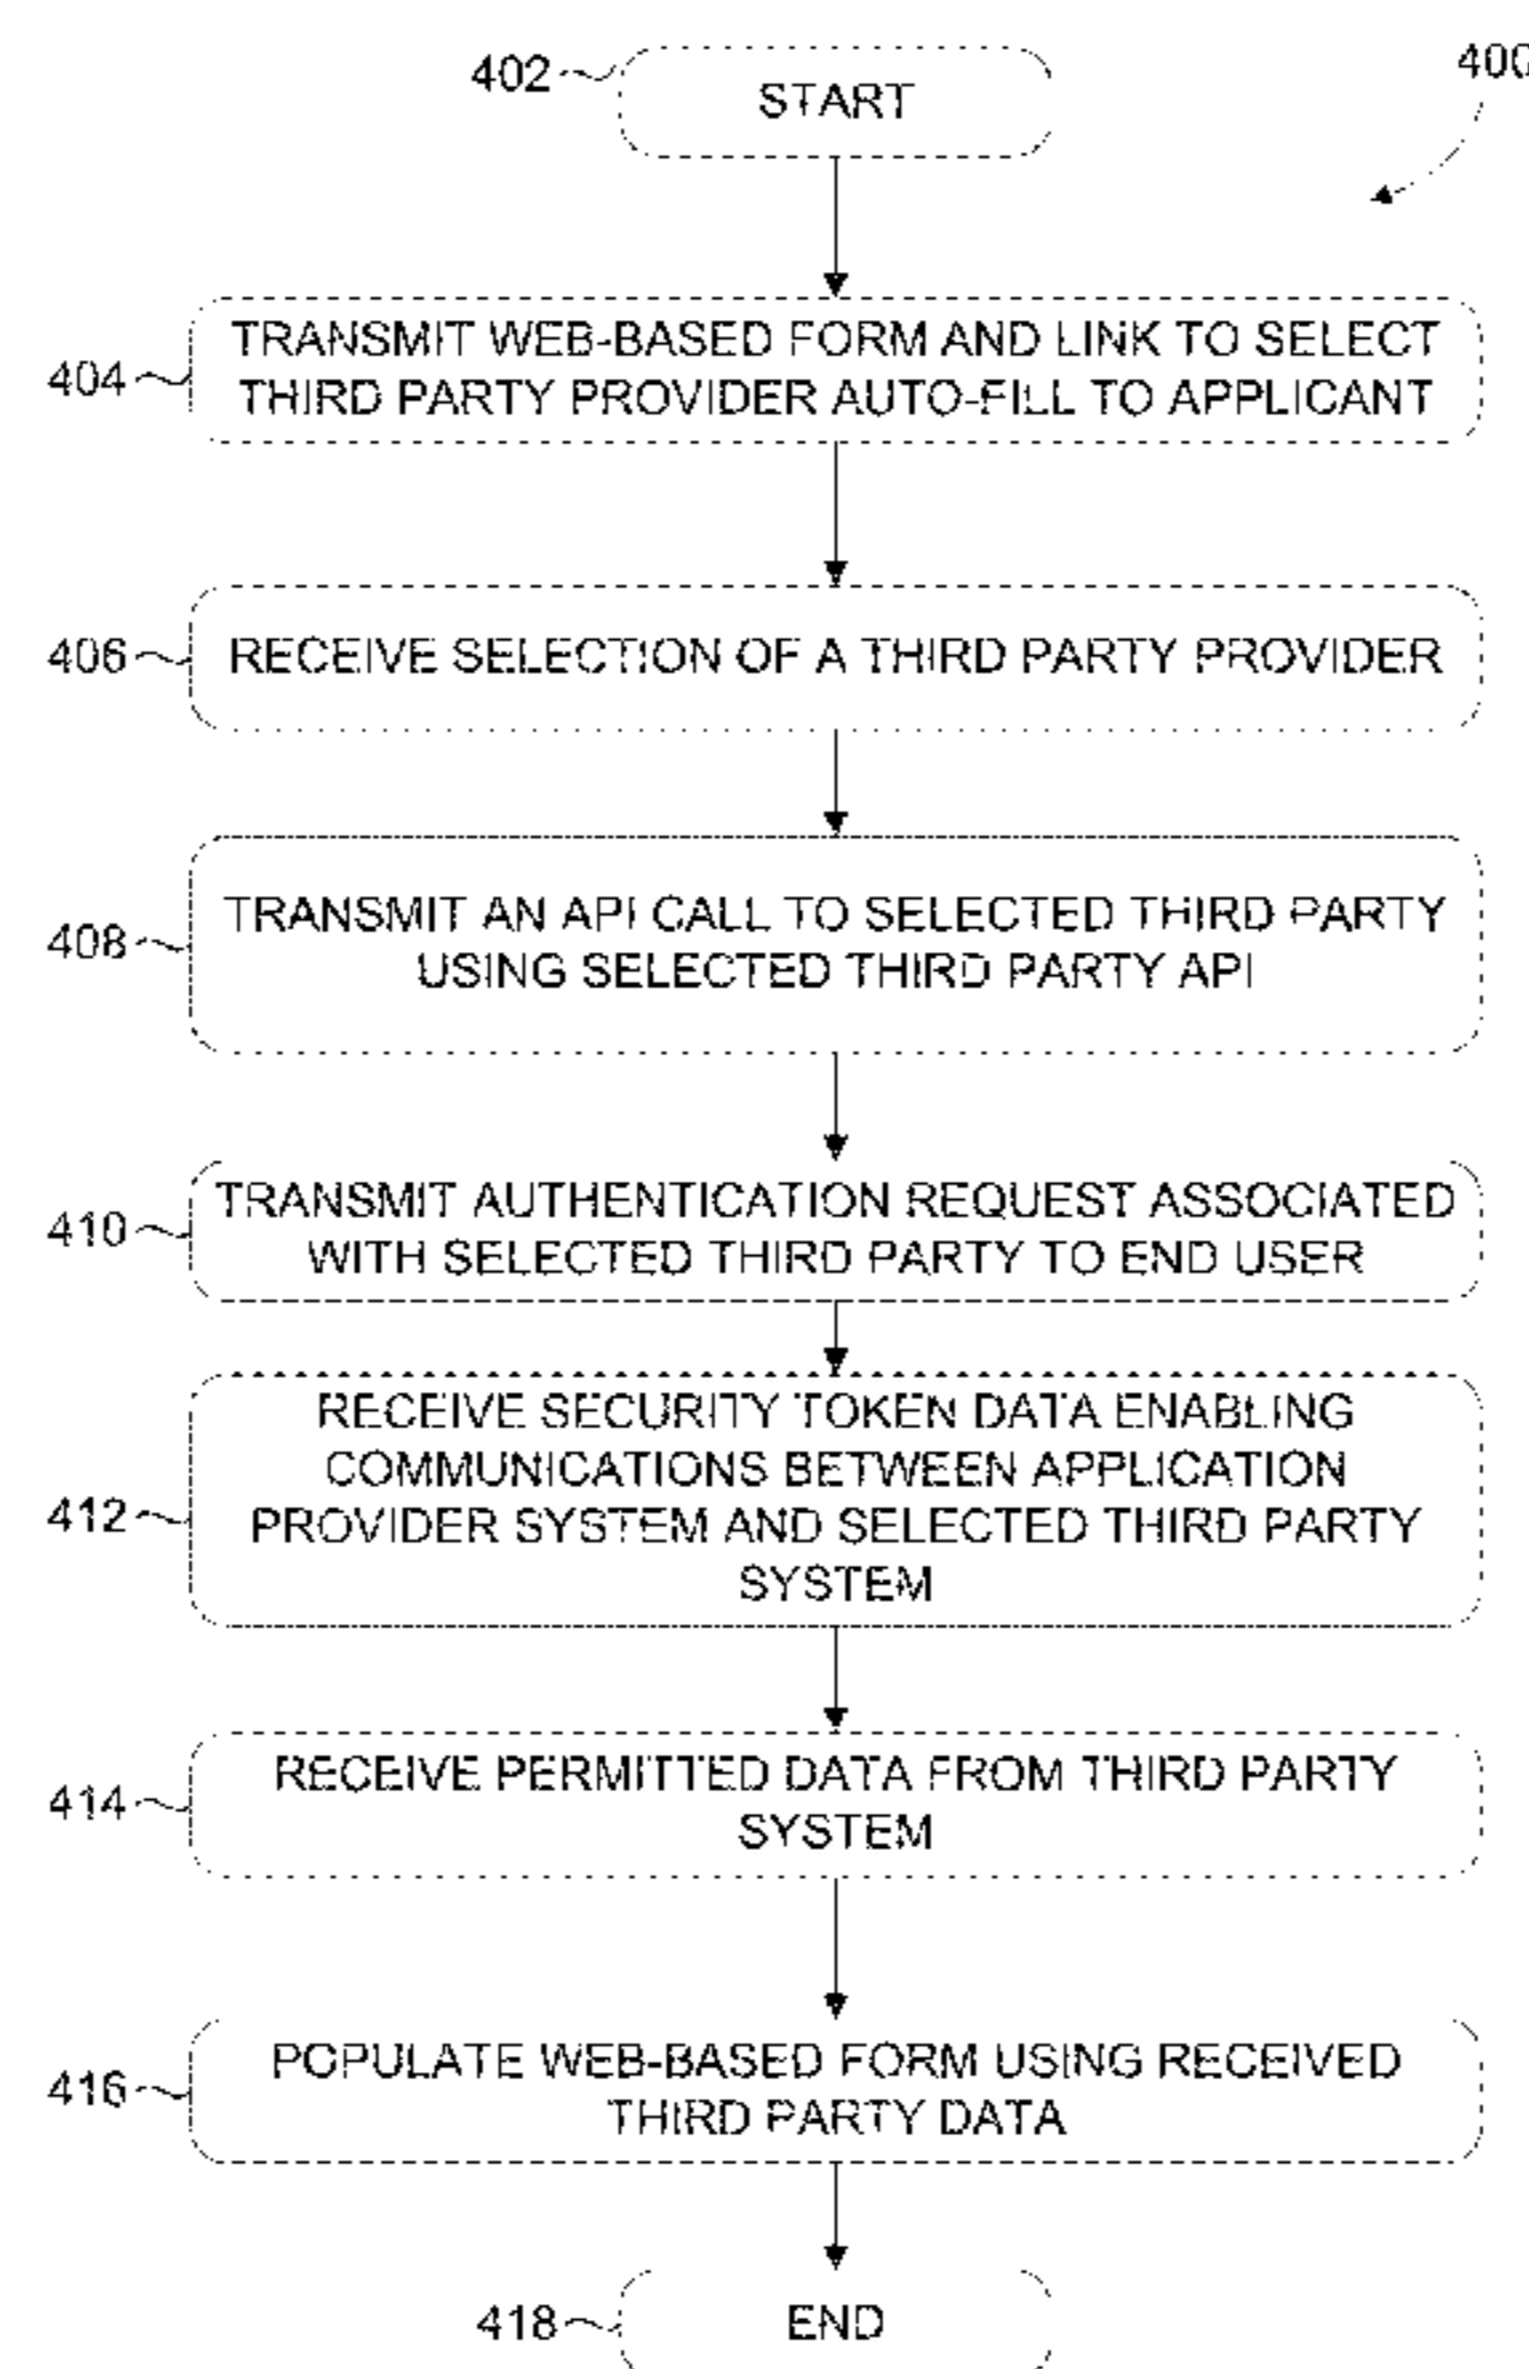 402
START
400
404
TRANSMIT WEB-BASED FORM AND LINK TO SELECT
THIRD PARTY PROVIDER AUTO-FILL TO APPLICANT
406
RECEIVE SELECTION OF A THIRD PARTY PROVIDER
408
TRANSMIT AN API CALL TO SELECTED THIRD PARTY
USING SELECTED THIRD PARTY API
410
TRANSMIT AUTHENTICATION REQUEST ASSOCIATED
WITH SELECTED THIRD PARTY TO END USER
412
RECEIVE SECURITY TOKEN DATA ENABLING
COMMUNICATIONS BETWEEN APPLICATION
PROVIDER SYSTEM AND SELECTED THIRD PARTY
SYSTEM
414
RECEIVE PERMITTED DATA FROM THIRD PARTY
SYSTEM
416
POPULATE WEB-BASED FORM USING RECEIVED
THIRD PARTY DATA
418
END